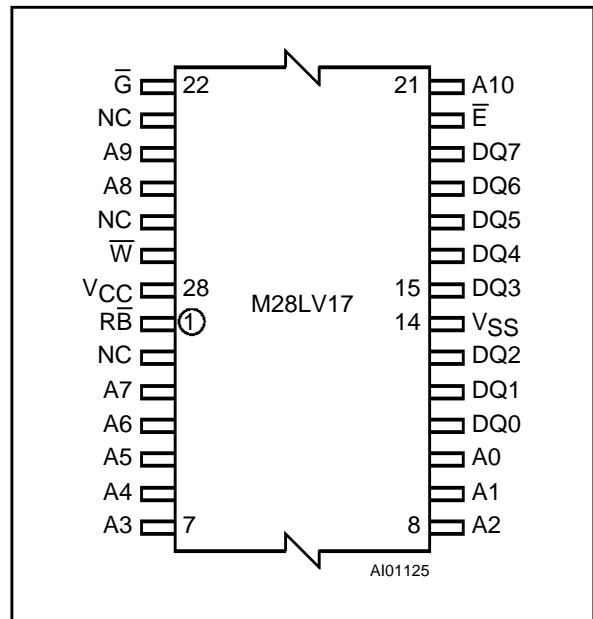 G̅ 22 21 A10
NC E̅
A9 DQ7
A8 DQ6
NC DQ5
W̅ DQ4
VCC 28 15 DQ3
M28LV17
RB̅ 1 14 VSS
NC DQ2
A7 DQ1
A6 DQ0
A5 A0
A4 A1
A3 7 8 A2
AI01125